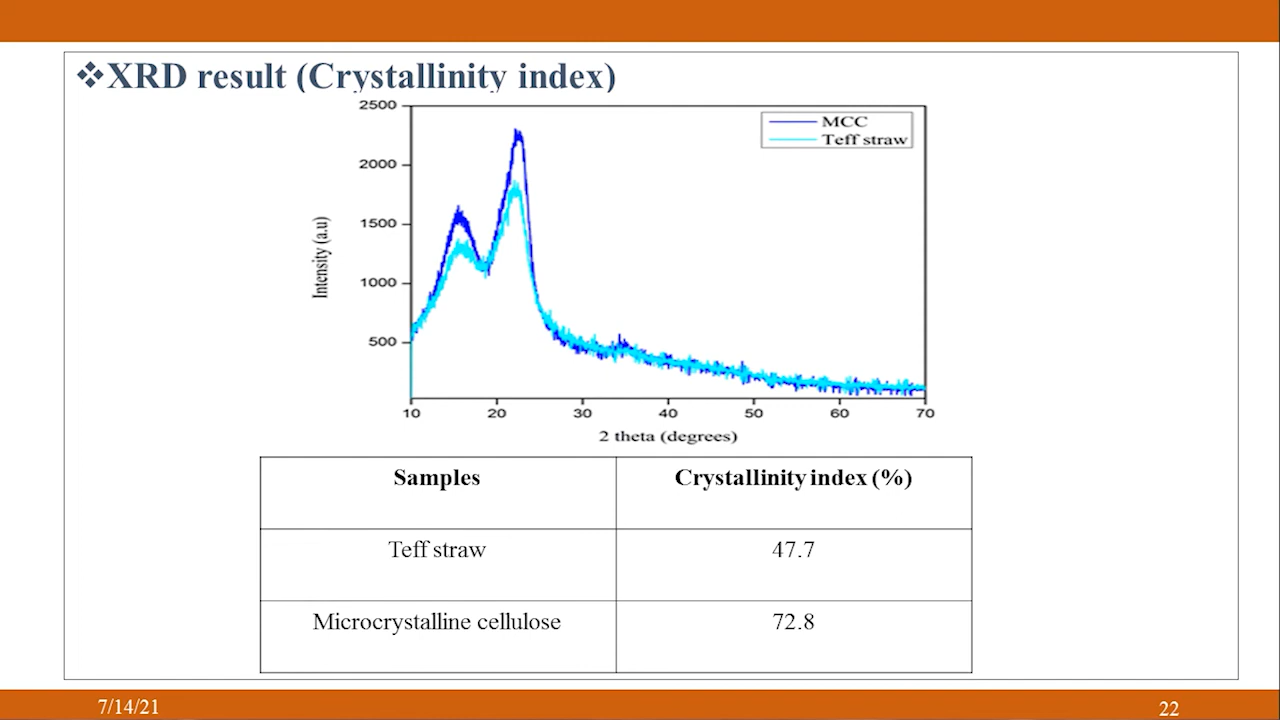 ❖XRD result (Crystallinity index)
2500
2000
1500
1000
500
Intensity (a.u)
MCC
Teff straw
10 20 30 40 50 60 70
2 theta (degrees)
Samples Crystallinity index (%)
Teff straw 47.7
Microcrystalline cellulose 72.8
7/14/21 22